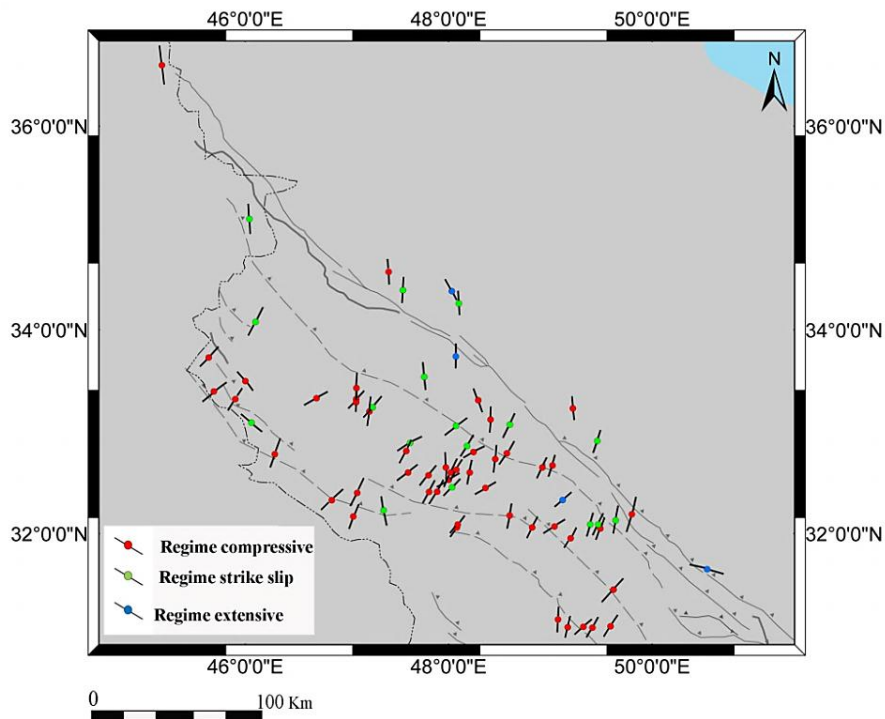 46°0'0"E 48°0'0"E 50°0'0"E
N
36°0'0"N 36°0'0"N
34°0'0"N 34°0'0"N
32°0'0"N 32°0'0"N
Regime compressive
Regime strike slip
Regime extensive
46°0'0"E 48°0'0"E 50°0'0"E
0 100 Km